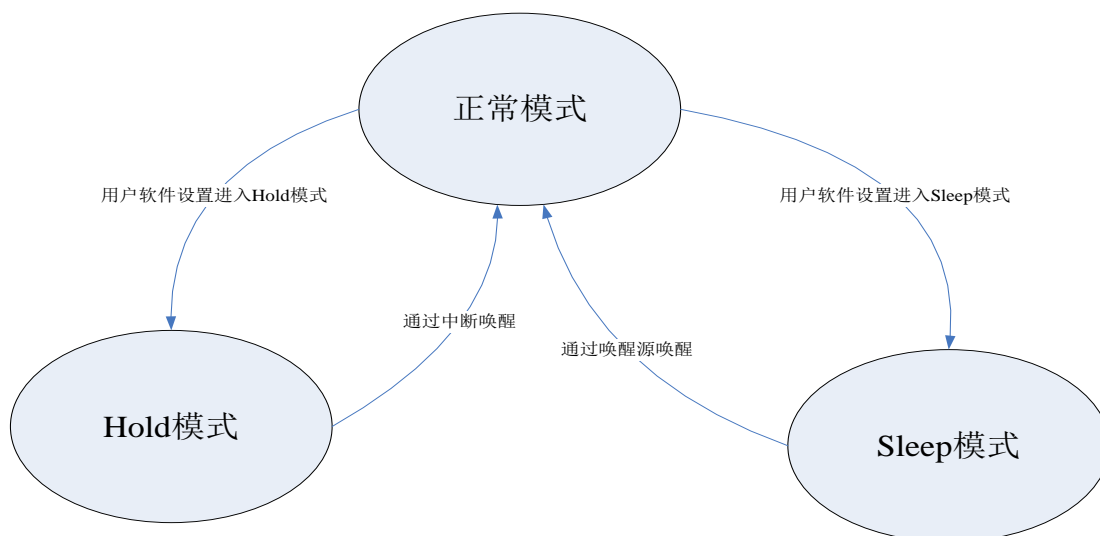 正常模式
用户软件设置进入Hold模式
用户软件设置进入Sleep模式
通过中断唤醒
通过唤醒源唤醒
Hold模式
Sleep模式